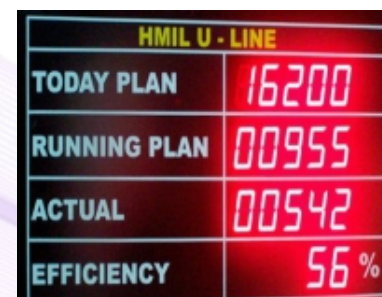 HMIL U - LINE
TODAY PLAN 16200
RUNNING PLAN 00955
ACTUAL 00542
EFFICIENCY 56 %